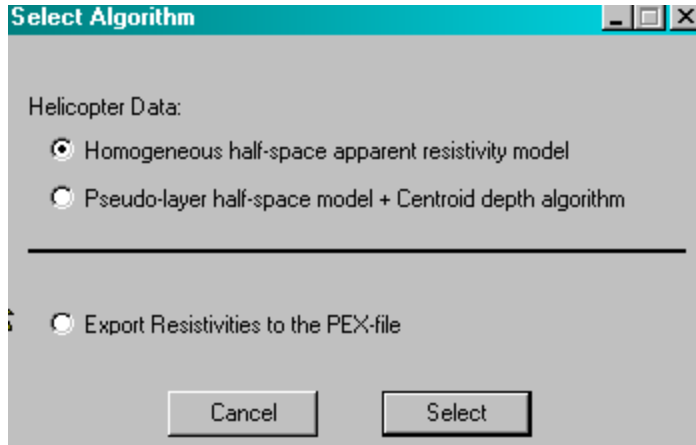 Select Algorithm
Helicopter Data:
Homogeneous half-space apparent resistivity model
Pseudo-layer half-space model + Centroid depth algorithm
Export Resistivities to the PEX-file
Cancel Select